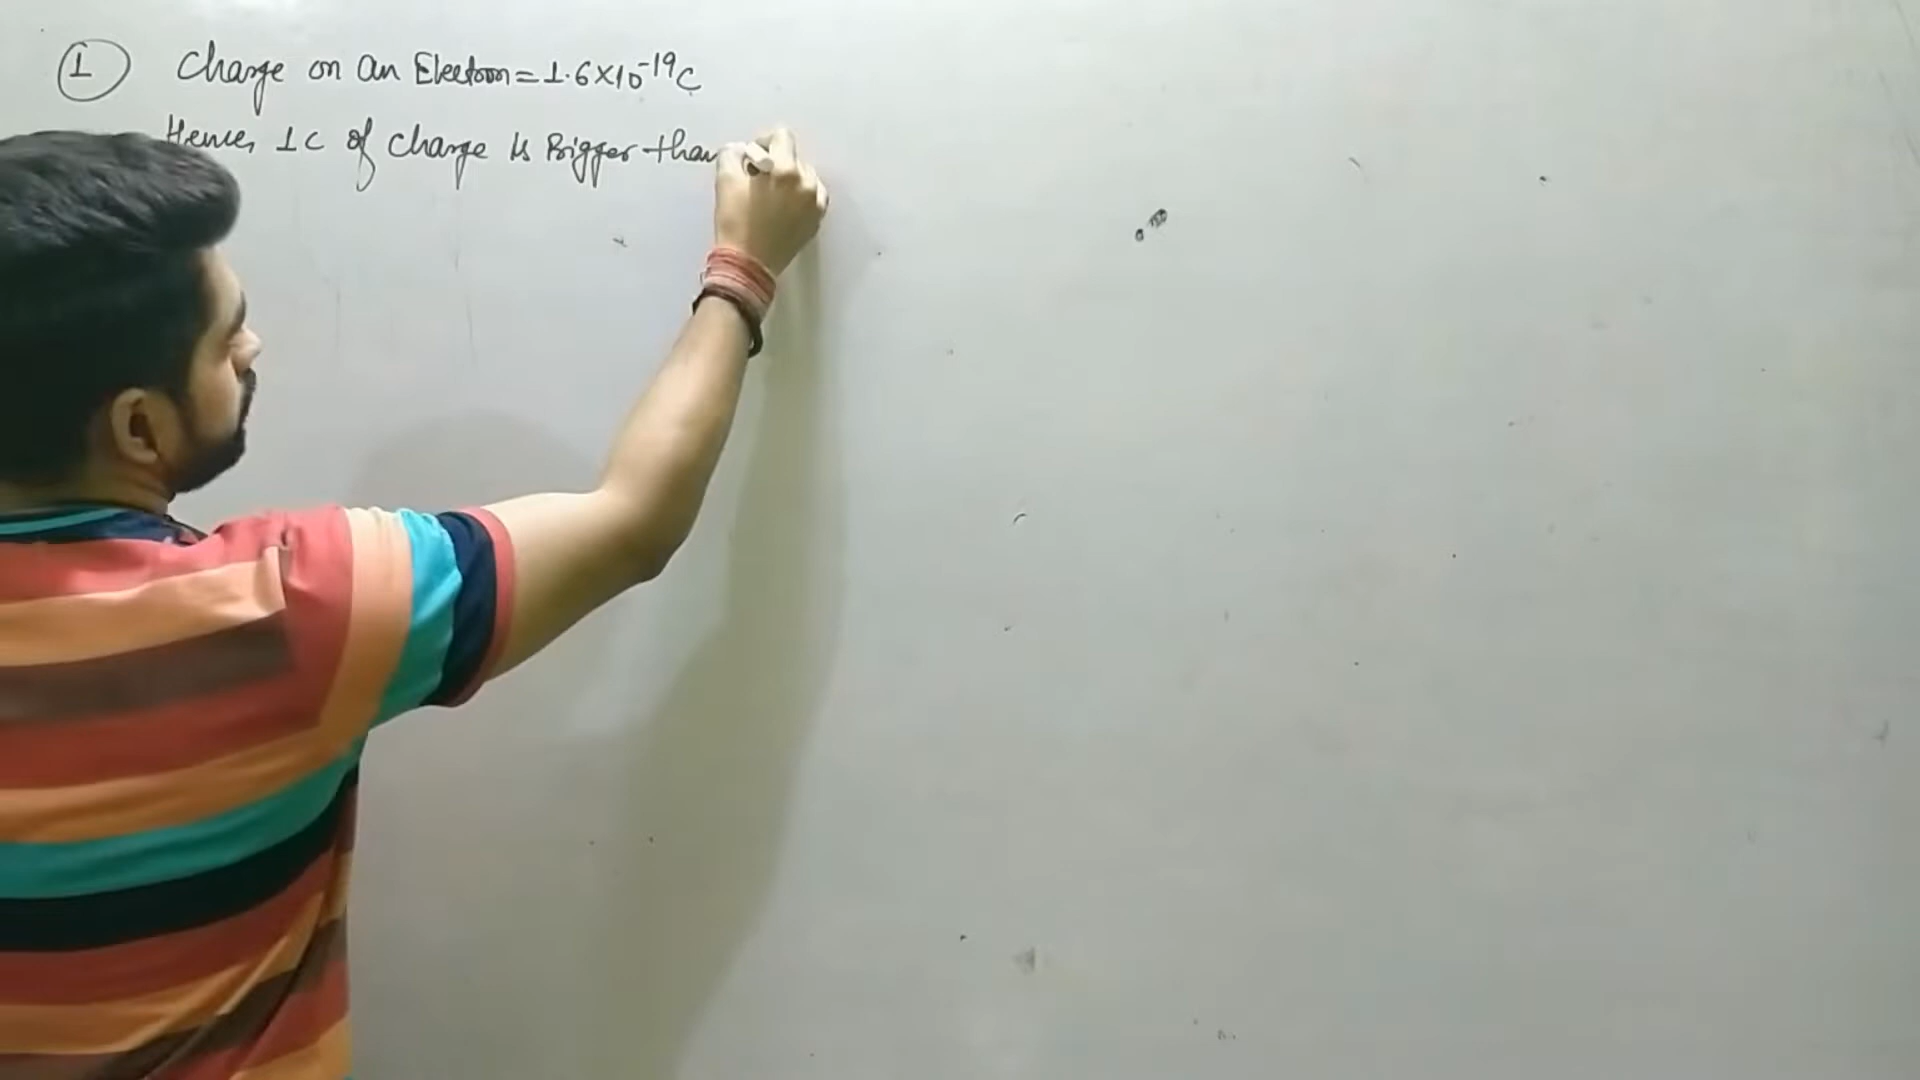 1 Charge on an Electron = 1.6×10⁻¹⁹C
Hence, 1C of charge is Bigger than